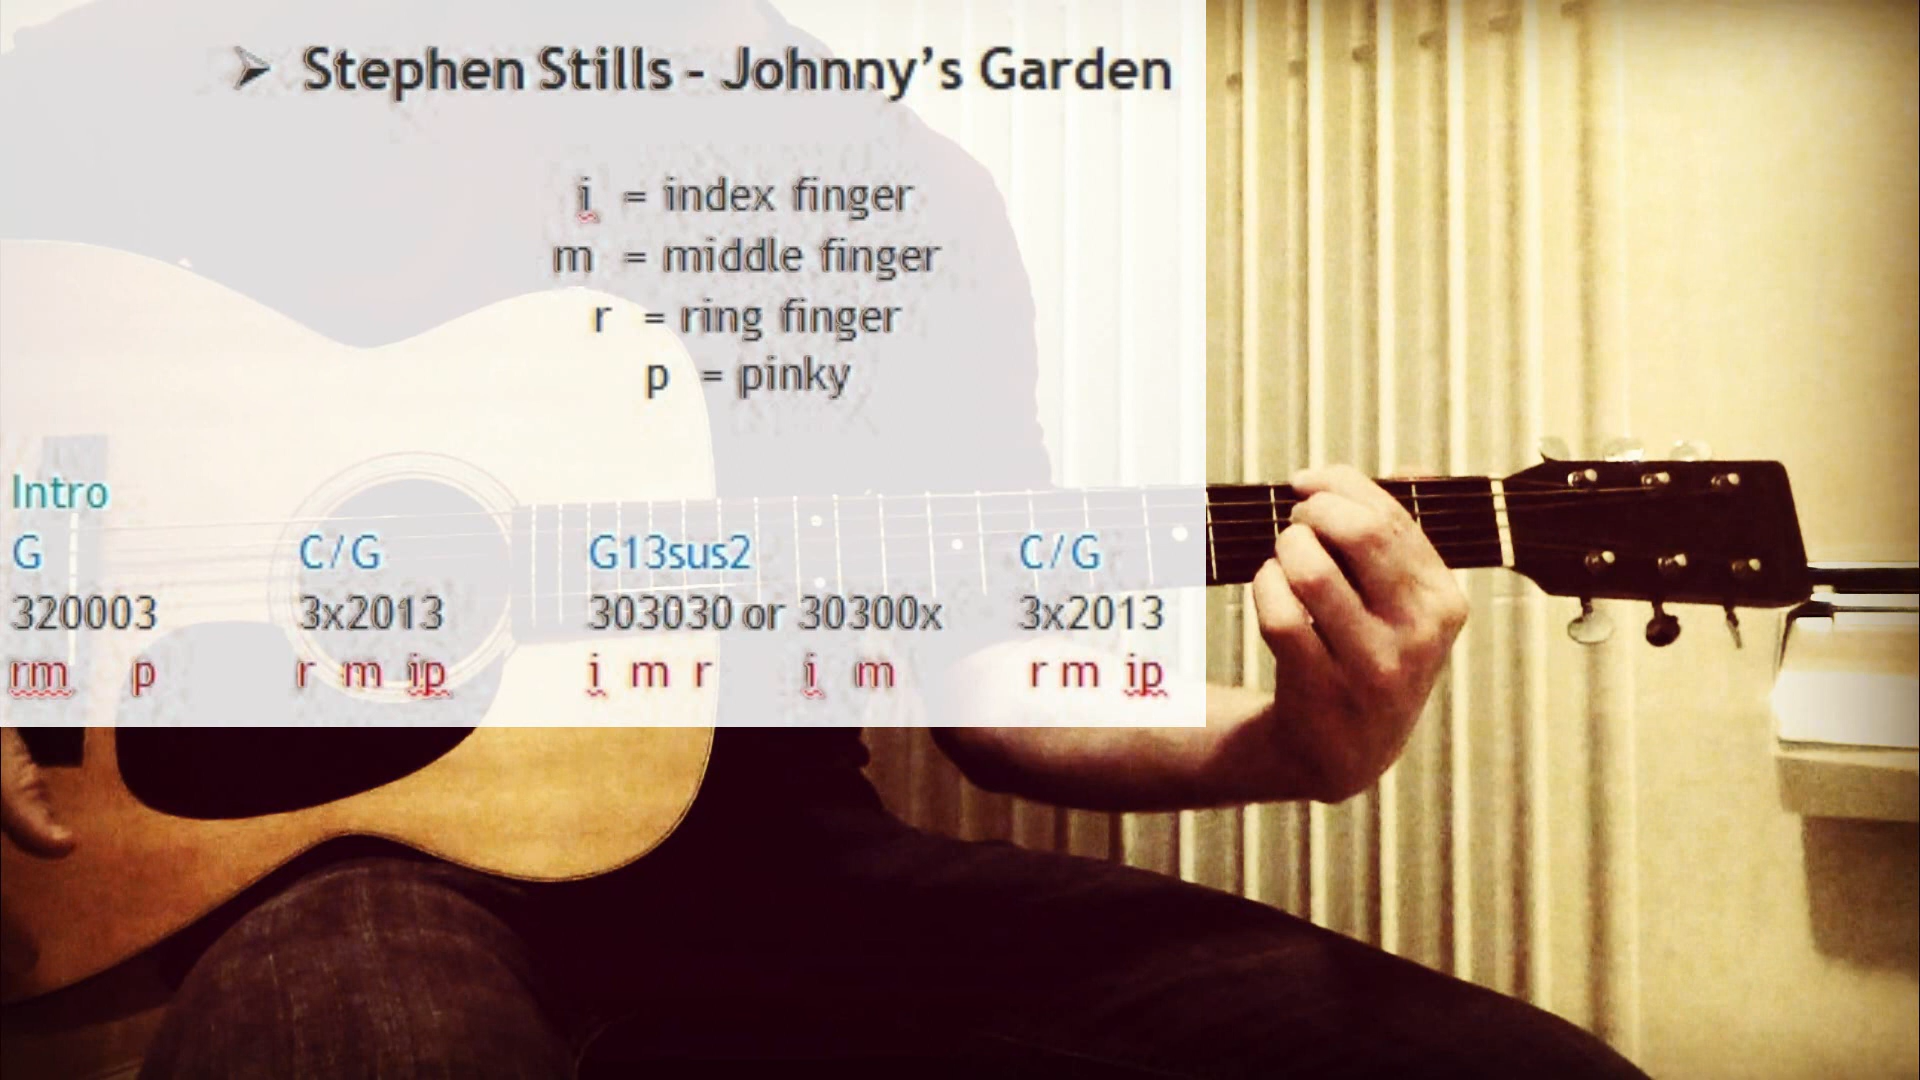 ➢ Stephen Stills - Johnny’s Garden
i = index finger
m = middle finger
r = ring finger
p = pinky
Intro
G C/G G13sus2 C/G
320003 3x2013 303030 or 30300x 3x2013
rm p r m ip i m r i m r m ip